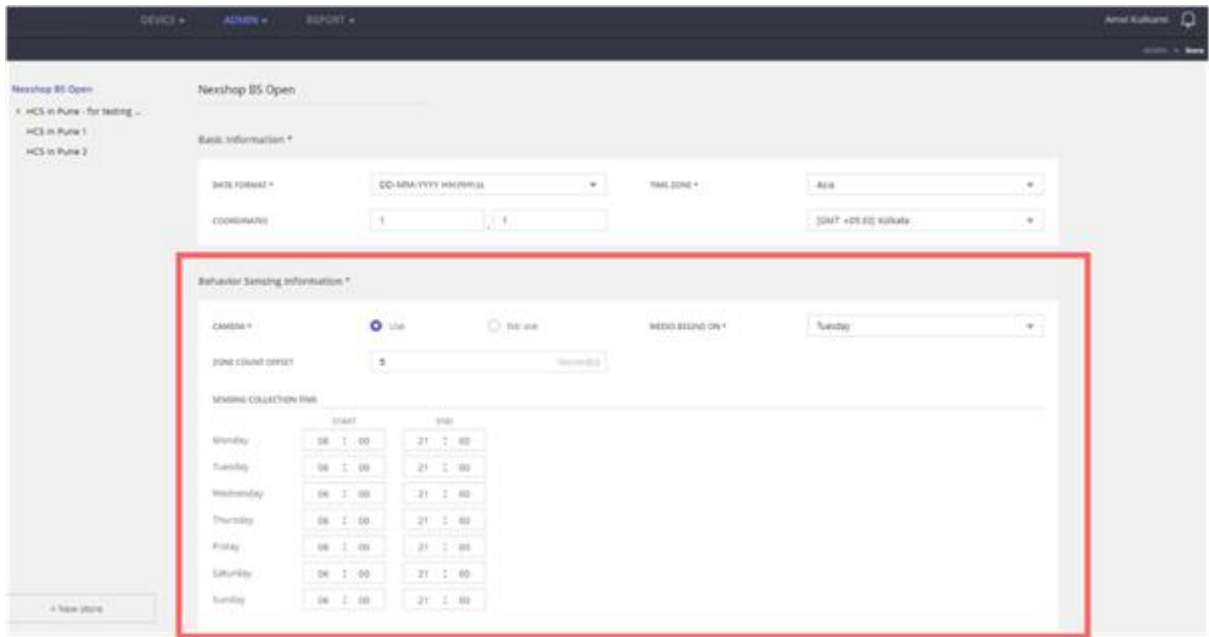 DEVICE ADMIN REPORT Amol Kulkarni
ADMIN > Store
Nexshop BS Open
HCS in Pune - for testing ...
HCS in Pune 1
HCS in Pune 2
+ New store
Nexshop BS Open
Basic Information *
DATE FORMAT * DD-MM-YYYY HH:mm:ss TIME ZONE * Asia
COORDINATES 1 , 1 [GMT +05:30] Kolkata
Behavior Sensing Information *
CAMERA * Use Not use WEEKS BEGINS ON * Tuesday
ZONE COUNT OFFSET 5 Second(s)
SENSING COLLECTION TIME
START END
Monday 06 : 00 21 : 00
Tuesday 06 : 00 21 : 00
Wednesday 06 : 00 21 : 00
Thursday 06 : 00 21 : 00
Friday 06 : 00 21 : 00
Saturday 06 : 00 21 : 00
Sunday 06 : 00 21 : 00